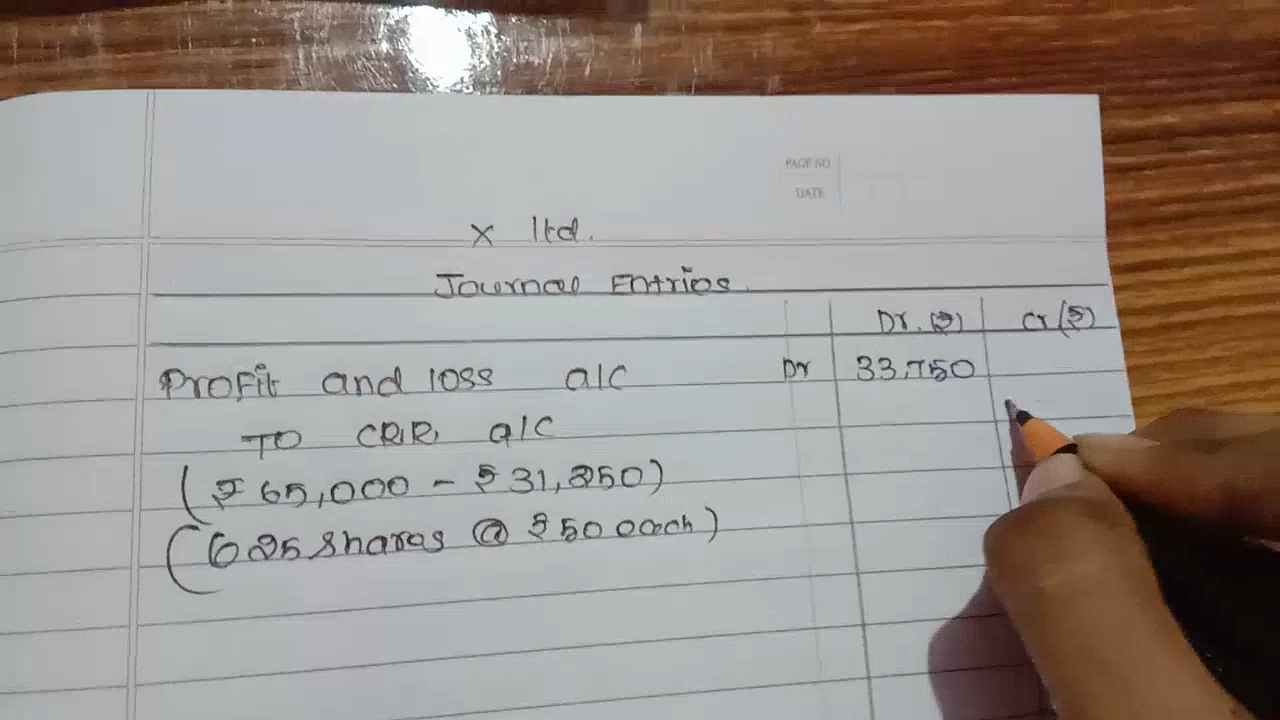 PAGE NO
DATE
X ltd.
Journal Entries
Dr. (₹) Cr (₹)
Profit and loss a/c Dr 33,750
To CRR a/c
(₹ 65,000 - ₹ 31,250)
(625 shares @ ₹50 each)